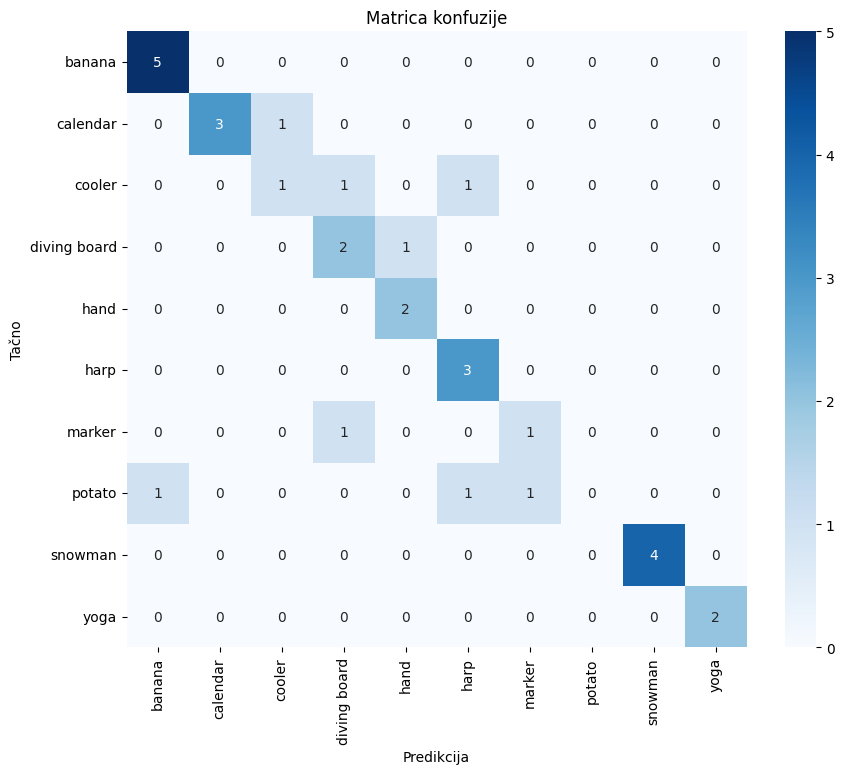 Matrica konfuzije
banana 5 0 0 0 0 0 0 0 0 0
calendar 0 3 1 0 0 0 0 0 0 0
cooler 0 0 1 1 0 1 0 0 0 0
diving board 0 0 0 2 1 0 0 0 0 0
hand 0 0 0 0 2 0 0 0 0 0
harp 0 0 0 0 0 3 0 0 0 0
marker 0 0 0 1 0 0 1 0 0 0
potato 1 0 0 0 0 1 1 0 0 0
snowman 0 0 0 0 0 0 0 0 4 0
yoga 0 0 0 0 0 0 0 0 0 2
banana calendar cooler diving board hand harp marker potato snowman yoga
Predikcija
Tačno
5
4
3
2
1
0